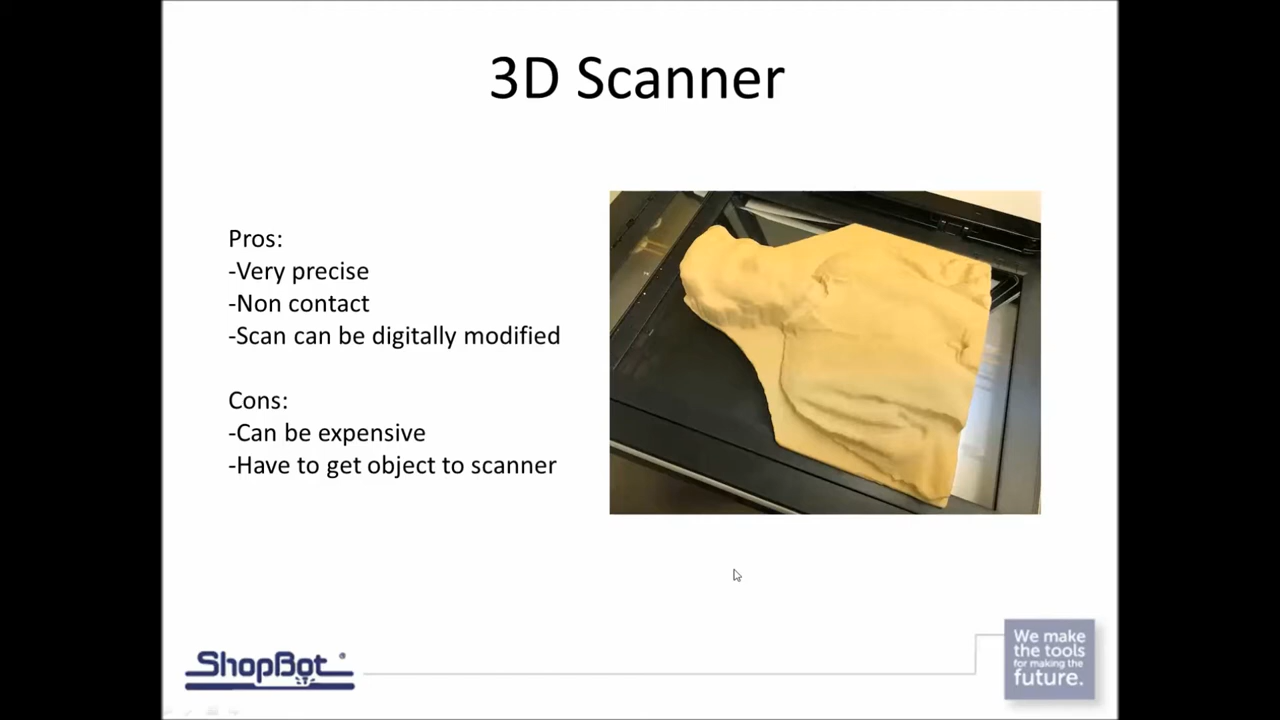 3D Scanner
Pros:
-Very precise
-Non contact
-Scan can be digitally modified
Cons:
-Can be expensive
-Have to get object to scanner
ShopBot
We make
the tools
for making the
future.